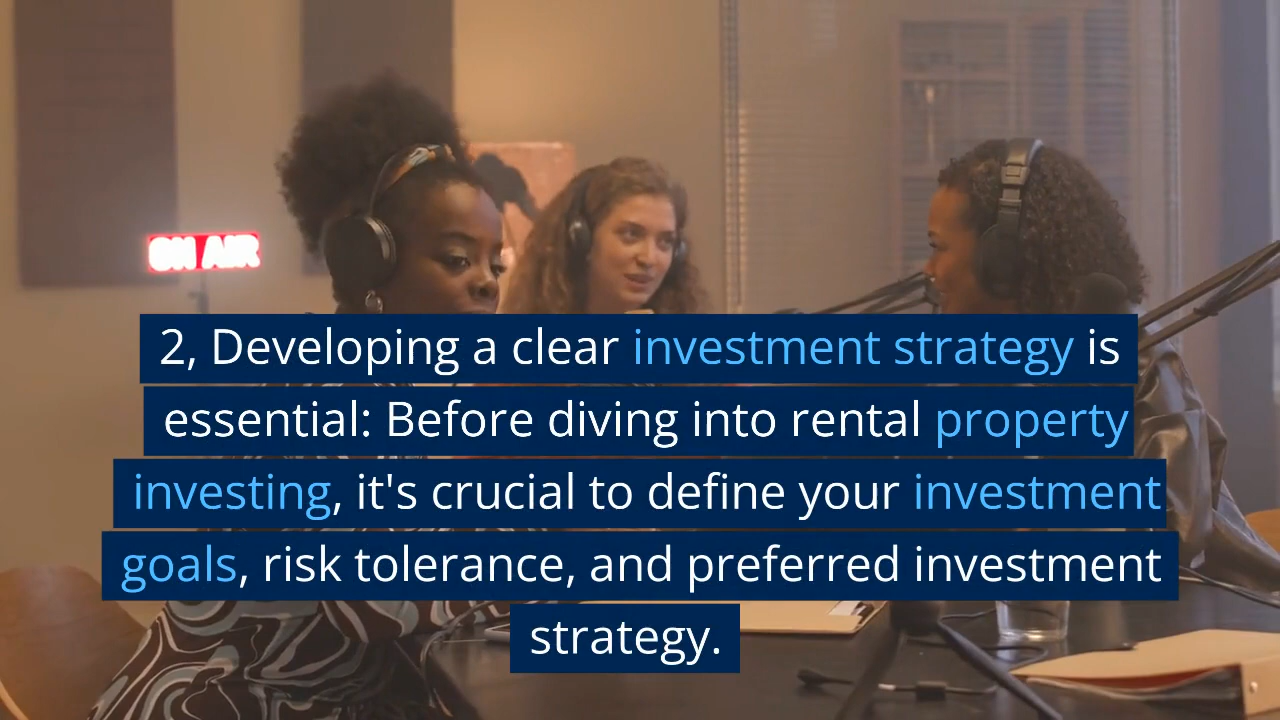 ON AIR
2, Developing a clear investment strategy is
essential: Before diving into rental property
investing, it's crucial to define your investment
goals, risk tolerance, and preferred investment
strategy.